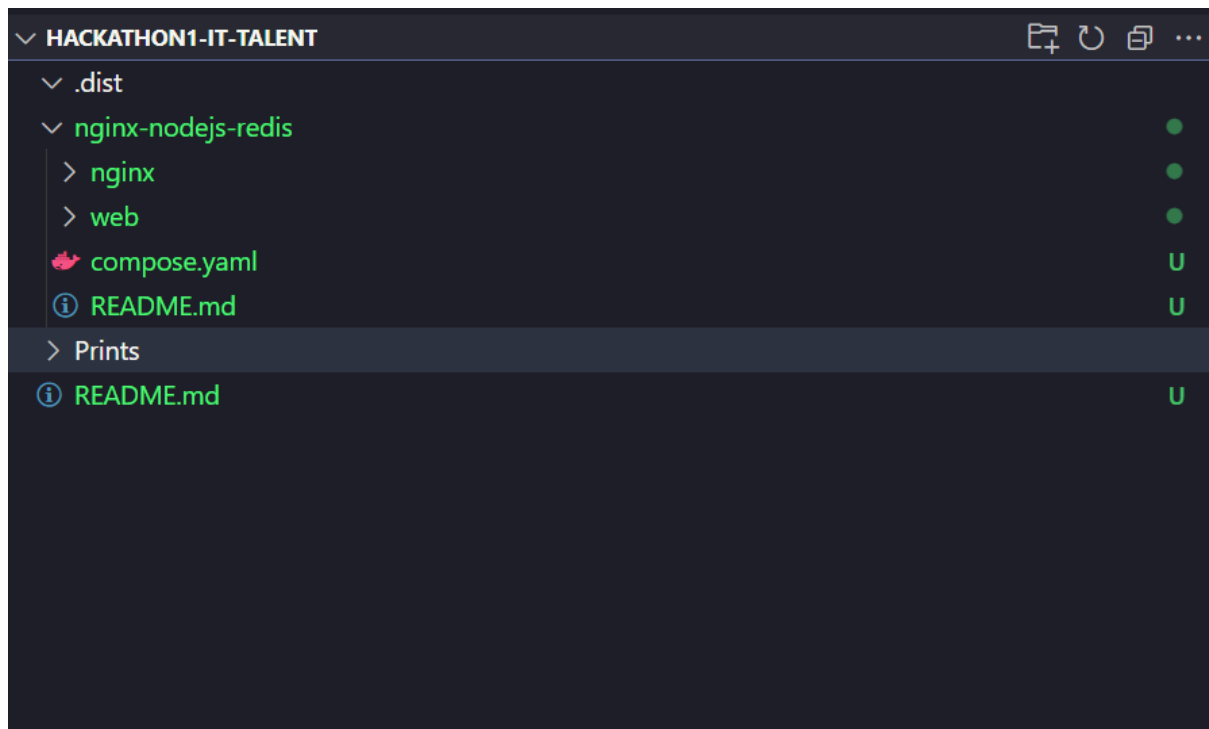 HACKATHON1-IT-TALENT
.dist
nginx-nodejs-redis
nginx
web
compose.yaml U
README.md U
Prints
README.md U